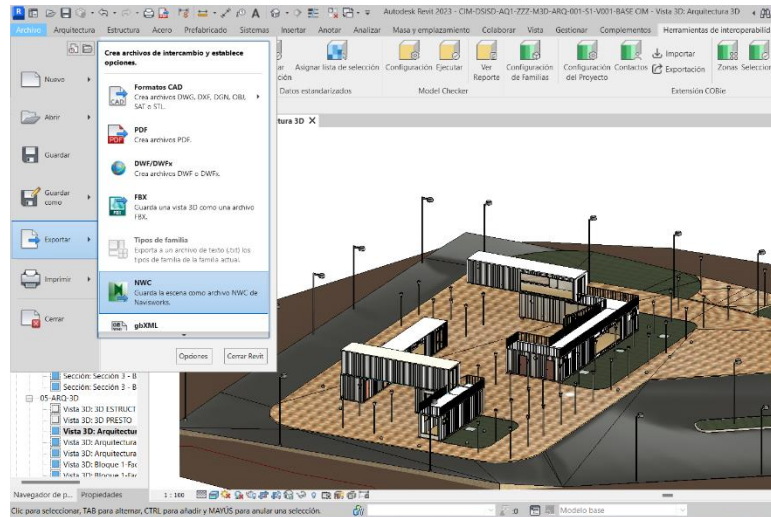 Autodesk Revit 2023 - CIM-DSISD-AQ1-ZZZ-M3D-ARQ-001-S1-V001-BASE CIM - Vista 3D: Arquitectura 3D
Archivo Arquitectura Estructura Acero Prefabricado Sistemas Insertar Anotar Analizar Masa y emplazamiento Colaborar Vista Gestionar Complementos Herramientas de interoperabilid
Crea archivos de intercambio y establece
opciones.
Nuevo
Abrir
Guardar
Guardar
como
Exportar
Imprimir
Cerrar
Formatos CAD
Crea archivos DWG, DXF, DGN, OBJ,
SAT o STL.
PDF
Crea archivos PDF.
DWF/DWFx
Crea archivos DWF o DWFx.
FBX
Guarda una vista 3D como una archivo
FBX.
Tipos de familia
Exporta a un archivo de texto (.txt) los
tipos de familia de la familia actual.
NWC
Guarda la escena como archivo NWC de
Navisworks.
gbXML
Opciones Cerrar Revit
Asignar lista de selección Configuración Ejecutar Ver
Reporte Configuración
de Familias Configuración
del Proyecto Contactos Importar
Exportación Zonas Seleccion
Datos estandarizados Model Checker Extensión COBie
tura 3D X
Sección: Sección 3 - B
Sección: Sección 3 - B
05-ARQ-3D
Vista 3D: 3D ESTRUCT
Vista 3D: 3D PRESTO
Vista 3D: Arquitectur
Vista 3D: Arquitectura
Vista 3D: Arquitectura
Vista 3D: Bloque 1-Fac
Vista 3D: Bloque 1-Fac
Navegador de p... Propiedades 1 : 100
Clic para seleccionar, TAB para alternar, CTRL para añadir y MAYÚS para anular una selección. :0 Modelo base